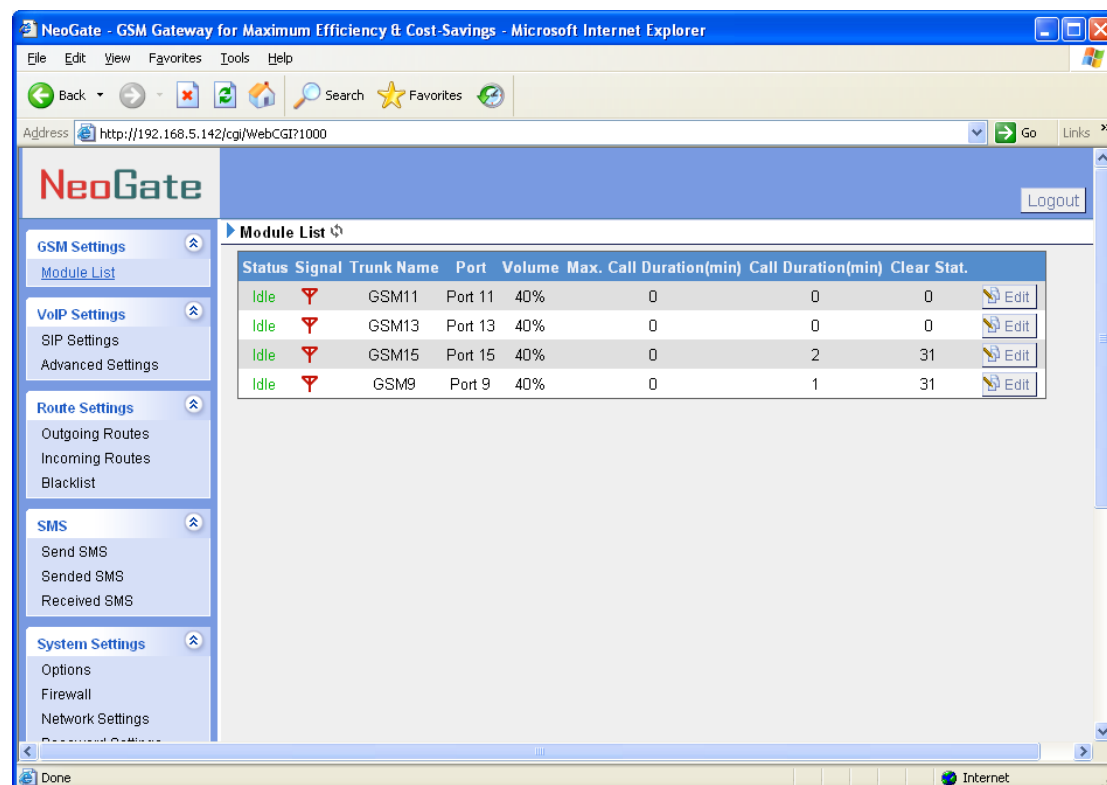 NeoGate - GSM Gateway for Maximum Efficiency & Cost-Savings - Microsoft Internet Explorer
File Edit View Favorites Tools Help
Back Search Favorites
Address http://192.168.5.142/cgi/WebCGI?1000 Go Links »
NeoGate
Logout
GSM Settings
Module List
VoIP Settings
SIP Settings
Advanced Settings
Route Settings
Outgoing Routes
Incoming Routes
Blacklist
SMS
Send SMS
Sended SMS
Received SMS
System Settings
Options
Firewall
Network Settings
Module List
Status Signal Trunk Name Port Volume Max. Call Duration(min) Call Duration(min) Clear Stat.
Idle GSM11 Port 11 40% 0 0 0 Edit
Idle GSM13 Port 13 40% 0 0 0 Edit
Idle GSM15 Port 15 40% 0 2 31 Edit
Idle GSM9 Port 9 40% 0 1 31 Edit
Done Internet